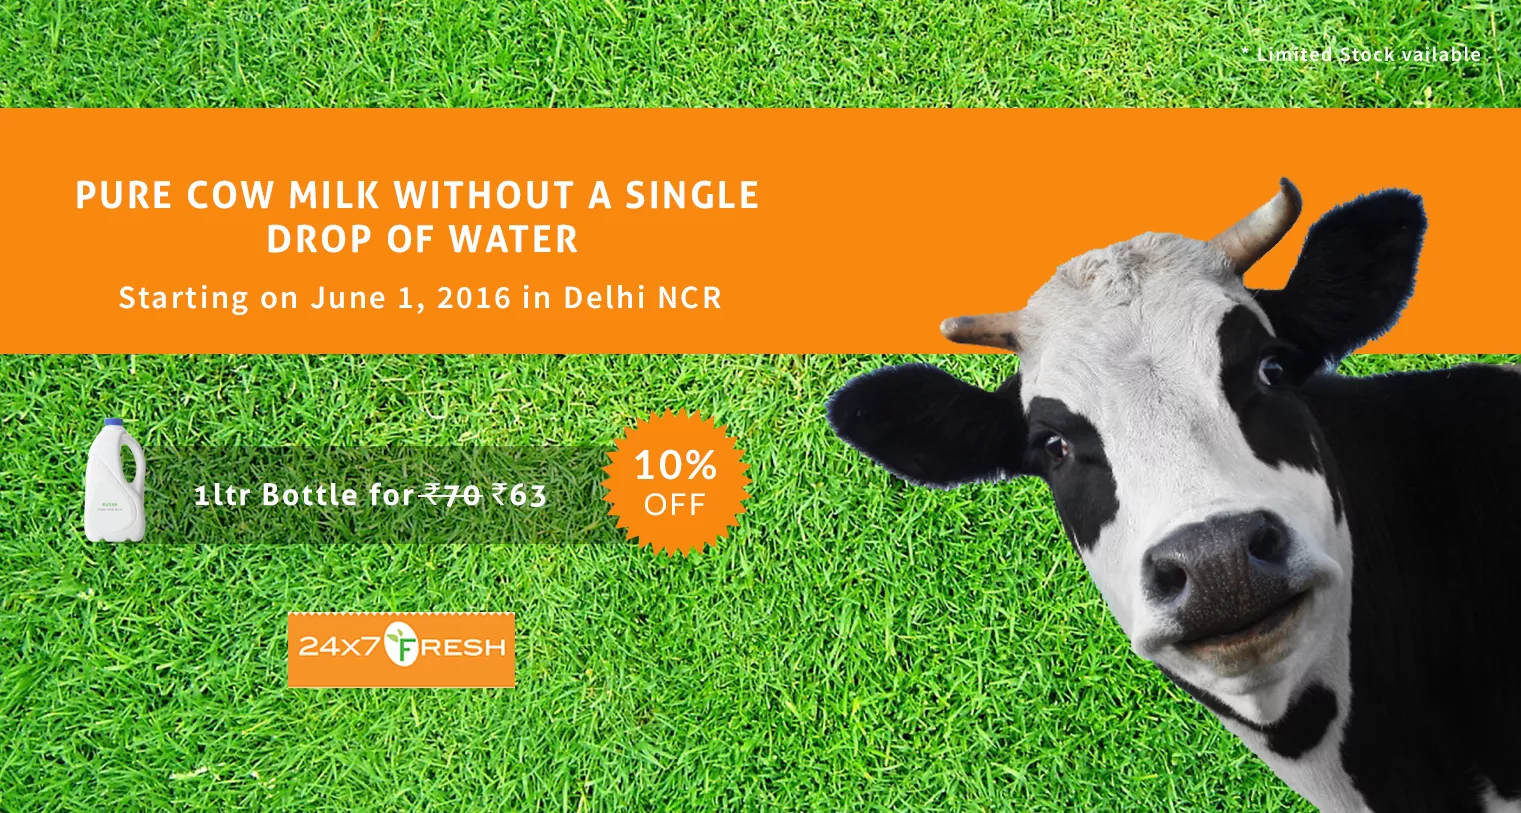 * Limited Stock vailable
PURE COW MILK WITHOUT A SINGLE
DROP OF WATER
Starting on June 1, 2016 in Delhi NCR
1ltr Bottle for ₹70 ₹63
10%
OFF
24x7 FRESH